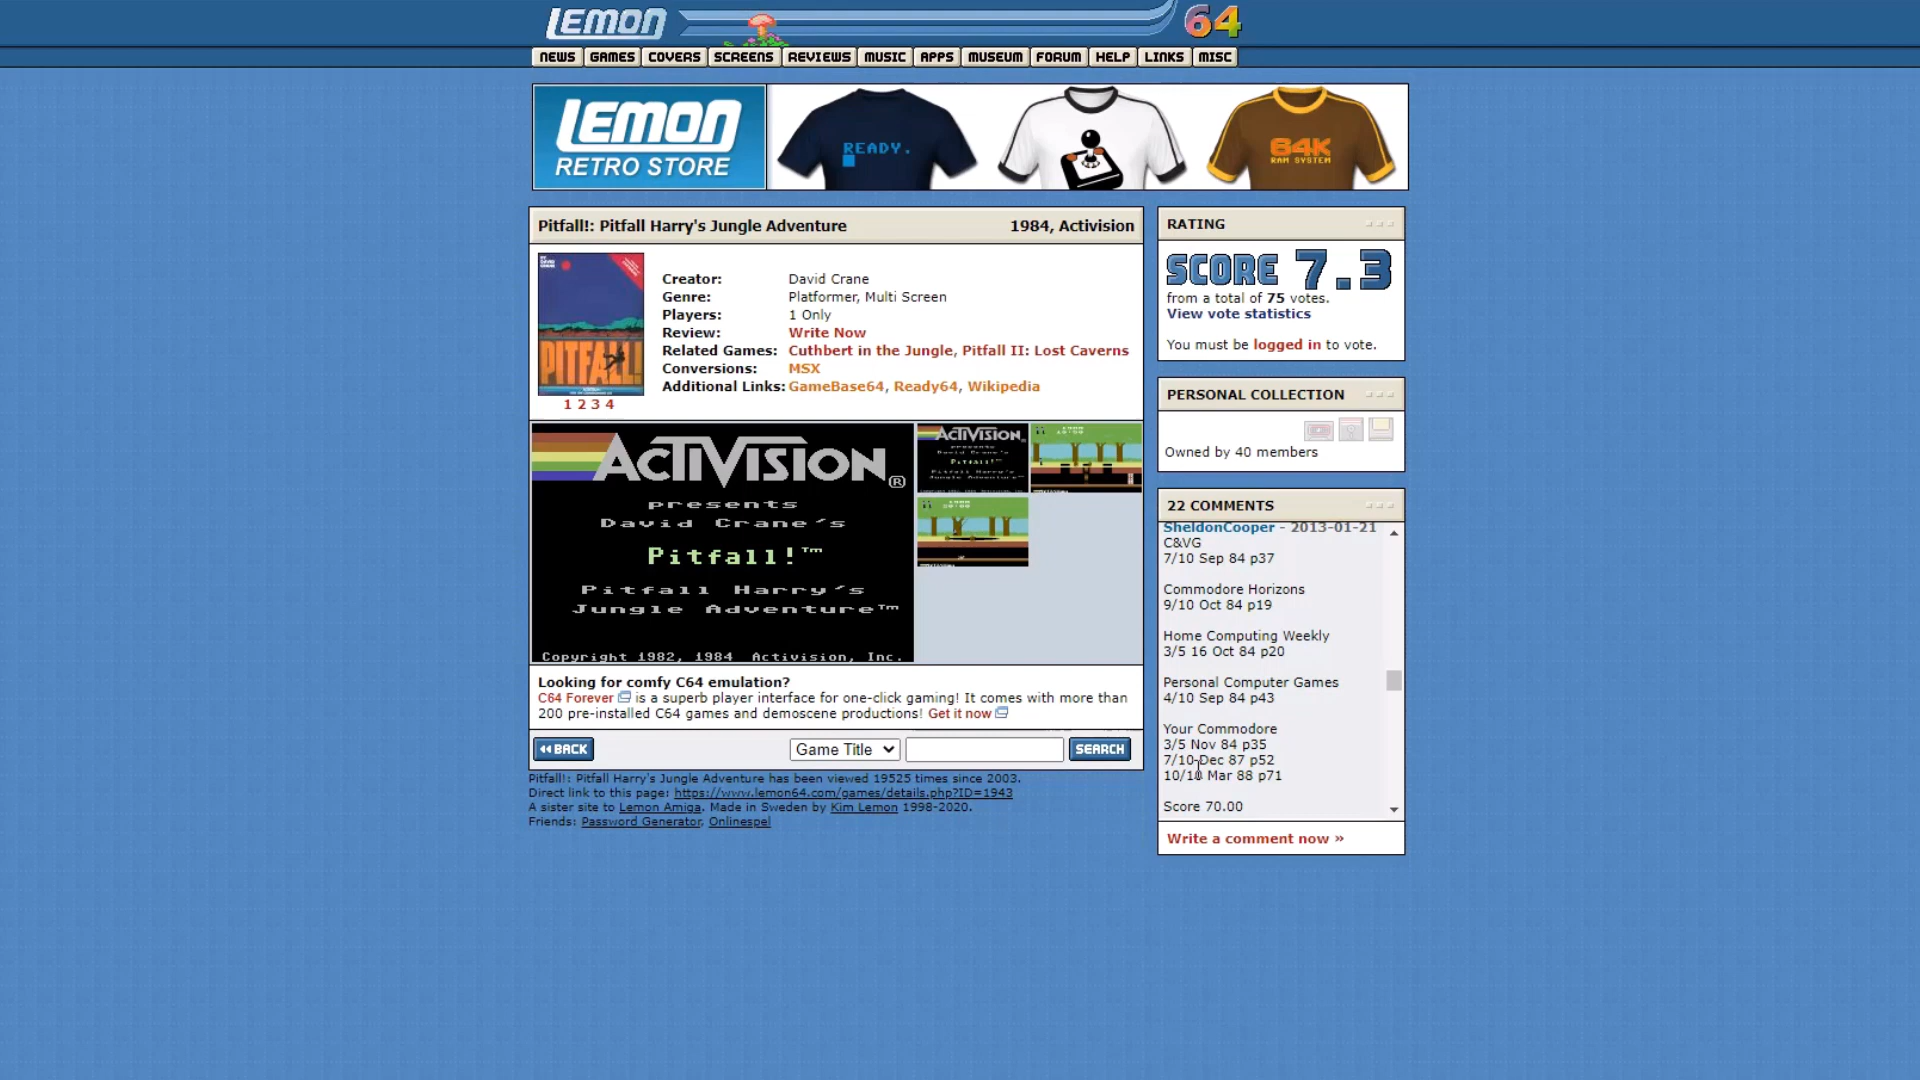 LEMON 64
NEWS GAMES COVERS SCREENS REVIEWS MUSIC APPS MUSEUM FORUM HELP LINKS MISC
LEMON
RETRO STORE
READY.
64K
RAM SYSTEM
Pitfall!: Pitfall Harry's Jungle Adventure 1984, Activision
PITFALL!
1 2 3 4
Creator: David Crane
Genre: Platformer, Multi Screen
Players: 1 Only
Review: Write Now
Related Games: Cuthbert in the Jungle, Pitfall II: Lost Caverns
Conversions: MSX
Additional Links: GameBase64, Ready64, Wikipedia
ACTIVISION®
presents
David Crane's
Pitfall!™
Pitfall Harry's
Jungle Adventure™
Copyright 1982, 1984 Activision, Inc.
ACTIVISION
presents
David Crane's
Pitfall!™
Pitfall Harry's
Jungle Adventure™
Looking for comfy C64 emulation?
C64 Forever is a superb player interface for one-click gaming! It comes with more than
200 pre-installed C64 games and demoscene productions! Get it now
BACK Game Title SEARCH
Pitfall!: Pitfall Harry's Jungle Adventure has been viewed 19525 times since 2003.
Direct link to this page: https://www.lemon64.com/games/details.php?ID=1943
A sister site to Lemon Amiga. Made in Sweden by Kim Lemon 1998-2020.
Friends: Password Generator, Onlinespel
RATING
SCORE 7.3
from a total of 75 votes.
View vote statistics
You must be logged in to vote.
PERSONAL COLLECTION
Owned by 40 members
22 COMMENTS
SheldonCooper - 2013-01-21
C&VG
7/10 Sep 84 p37
Commodore Horizons
9/10 Oct 84 p19
Home Computing Weekly
3/5 16 Oct 84 p20
Personal Computer Games
4/10 Sep 84 p43
Your Commodore
3/5 Nov 84 p35
7/10 Dec 87 p52
10/10 Mar 88 p71
Score 70.00
Write a comment now »